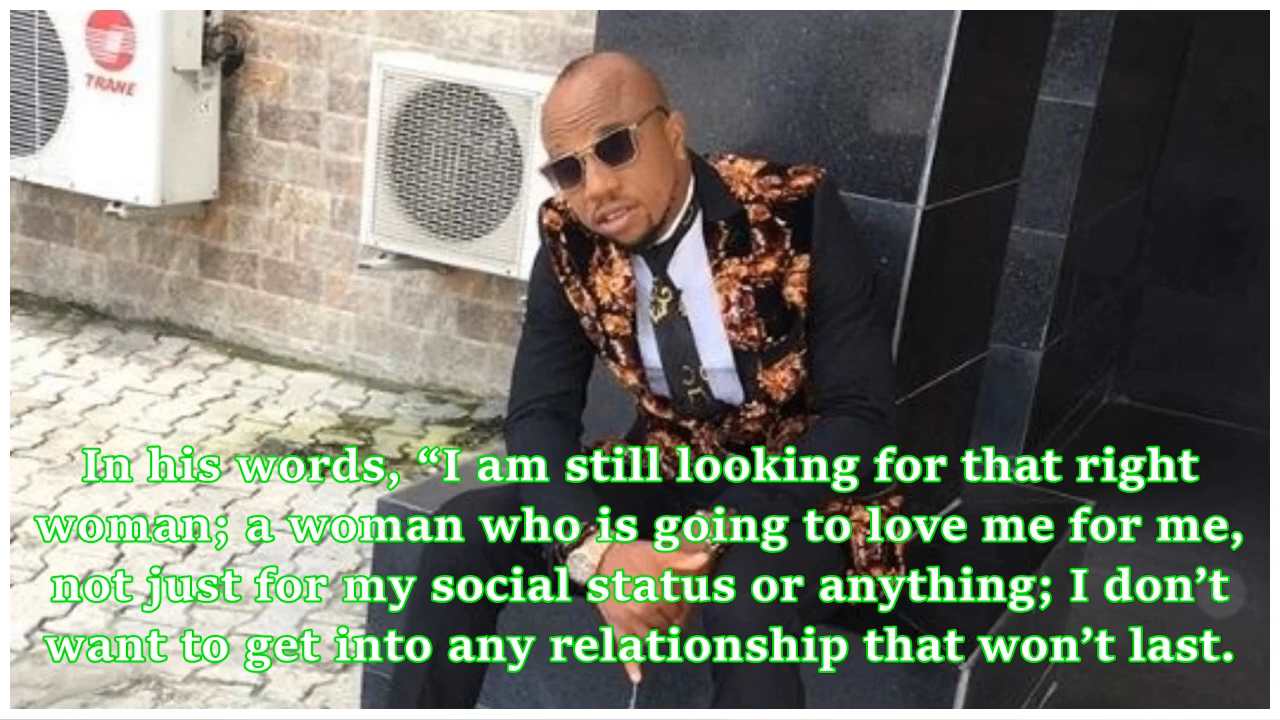 TRANE
In his words, “I am still looking for that right
woman; a woman who is going to love me for me,
not just for my social status or anything; I don’t
want to get into any relationship that won’t last.